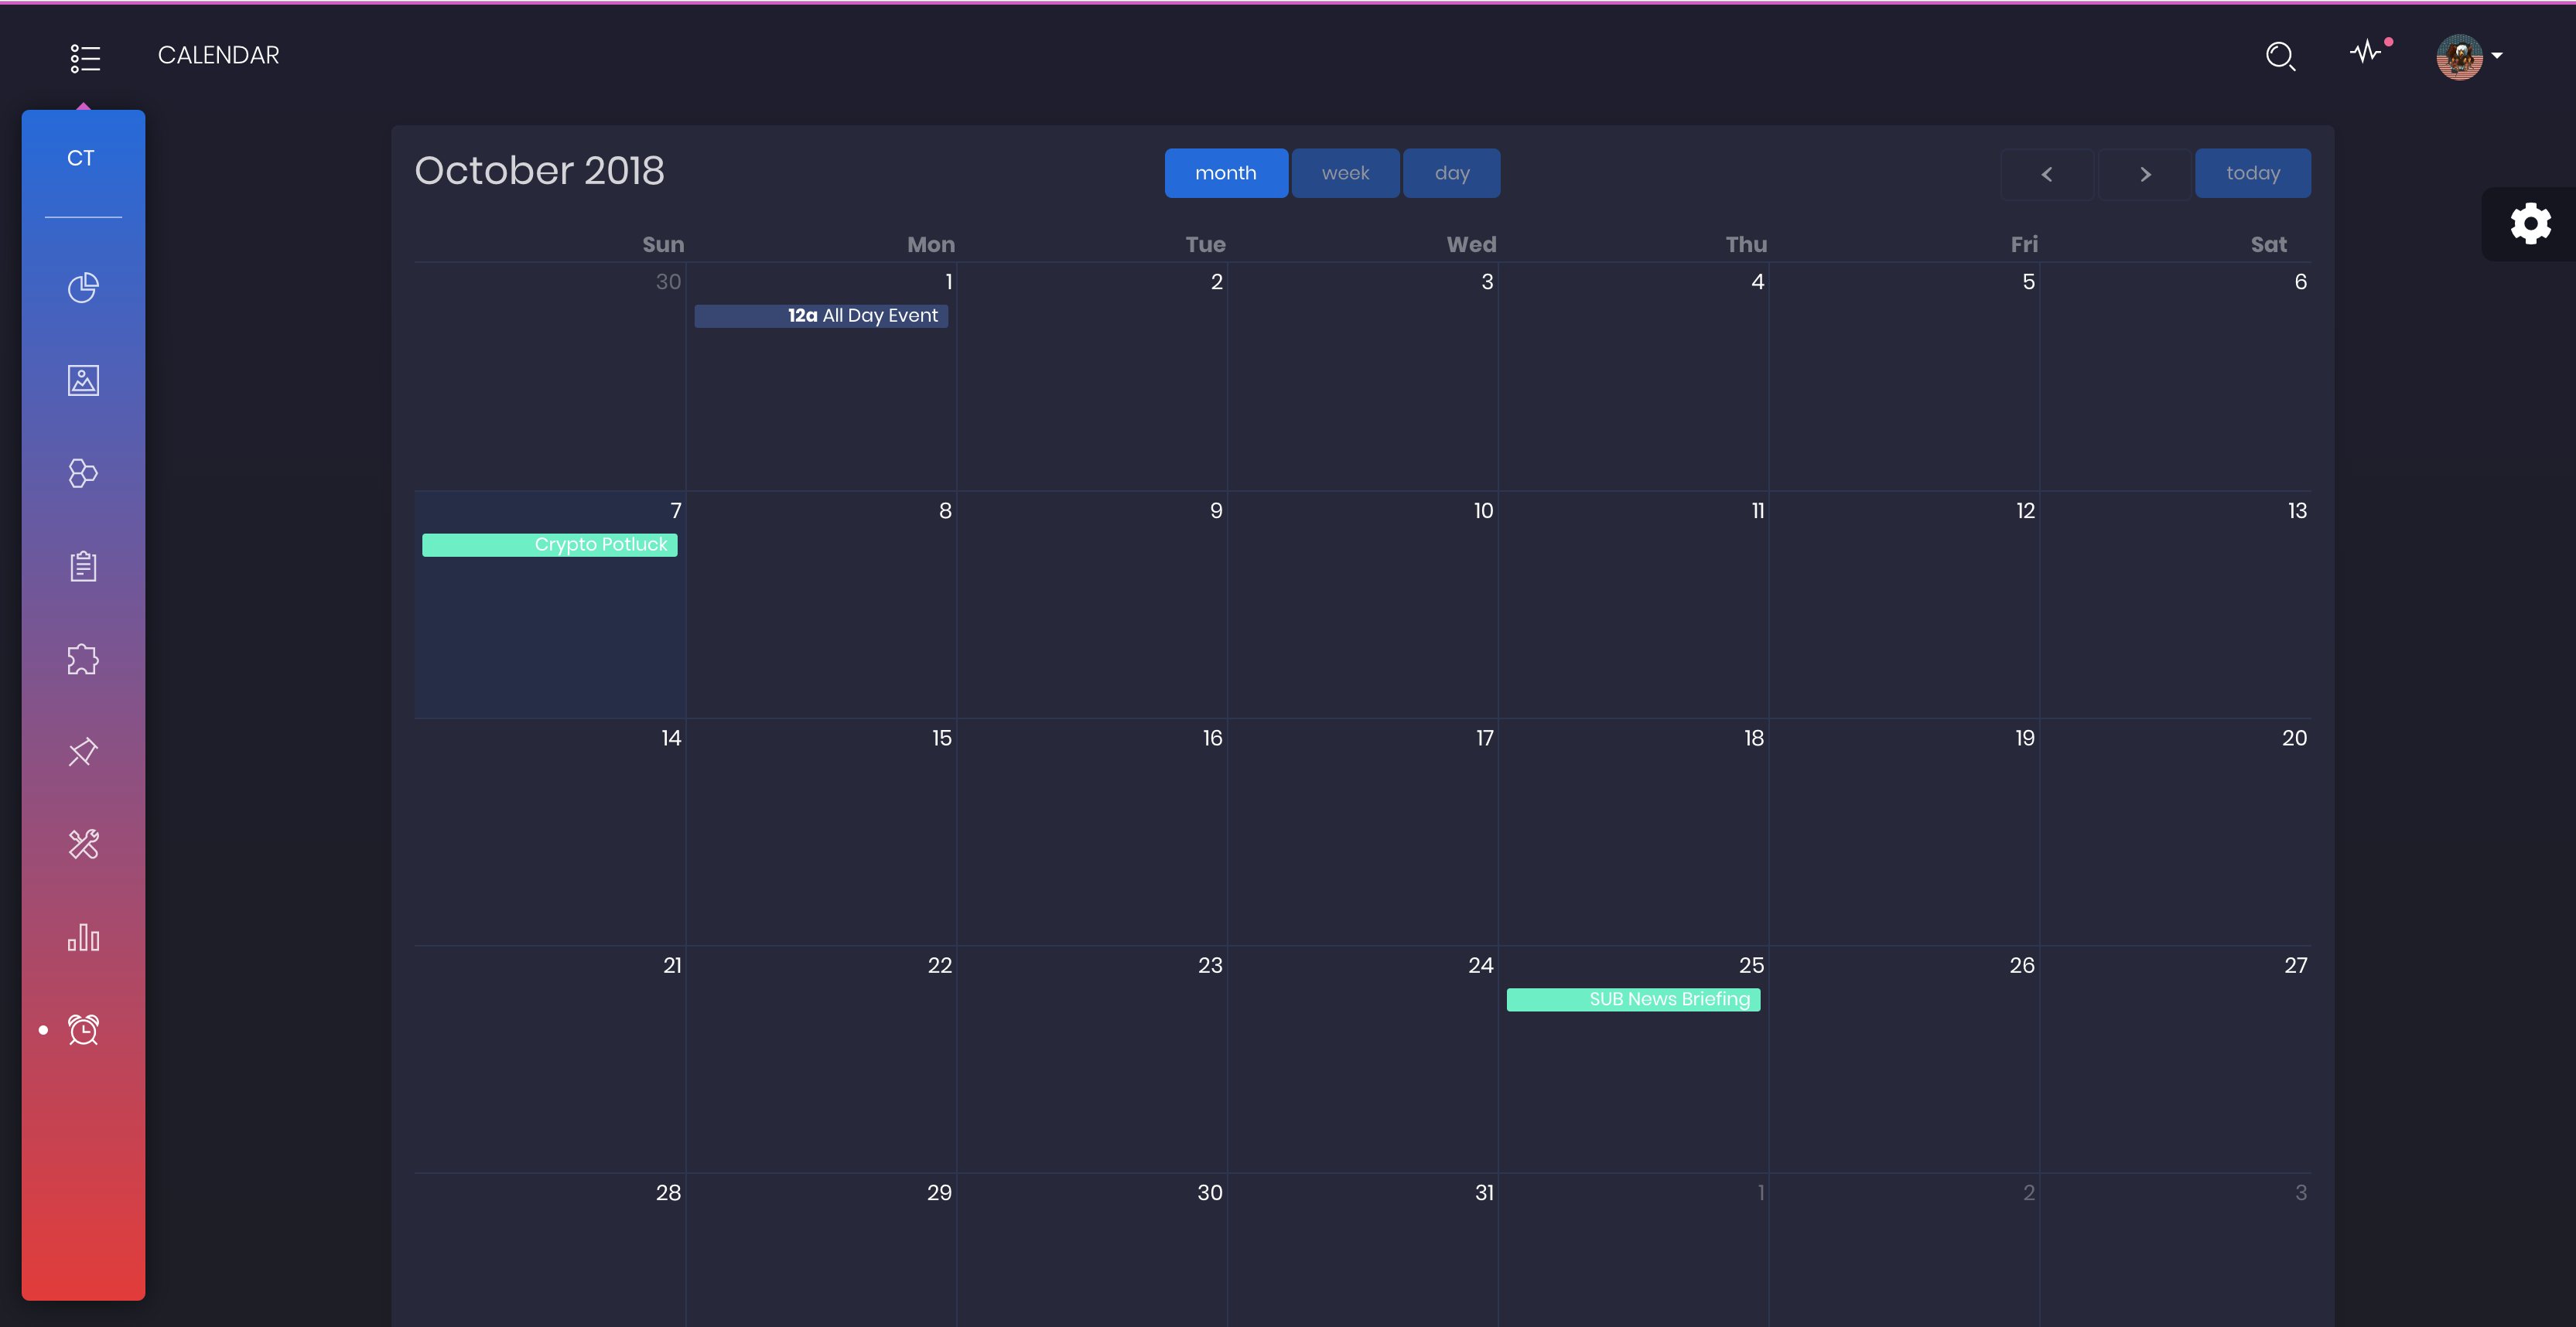 CALENDAR
CT
October 2018
month week day
today
Sun Mon Tue Wed Thu Fri Sat
30 1 2 3 4 5 6
12a All Day Event
7 8 9 10 11 12 13
Crypto Potluck
14 15 16 17 18 19 20
21 22 23 24 25 26 27
SUB News Briefing
28 29 30 31 1 2 3